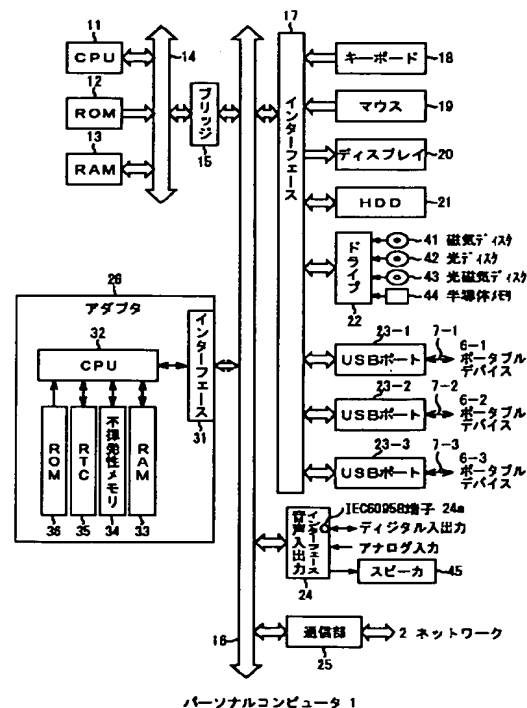 11
CPU
12
ROM
13
RAM
14
ブリッジ
15
17
インターフェース
キーボード 18
マウス 19
ディスプレイ 20
HDD 21
ドライブ
22
41 磁気ディスク
42 光ディスク
43 光磁気ディスク
44 半導体メモリ
23-1
USBポート
7-1
6-1
ポータブル
デバイス
23-2
USBポート
7-2
6-2
ポータブル
デバイス
23-3
USBポート
7-3
6-3
ポータブル
デバイス
26
アダプタ
32
CPU
インターフェース
31
ROM
36
RTC
35
不揮発性メモリ
34
RAM
33
音声入出力
インターフェース
24
IEC60958端子 24a
ディジタル入出力
アナログ入力
スピーカ 45
16
通信部
25
2 ネットワーク
パーソナルコンピュータ 1